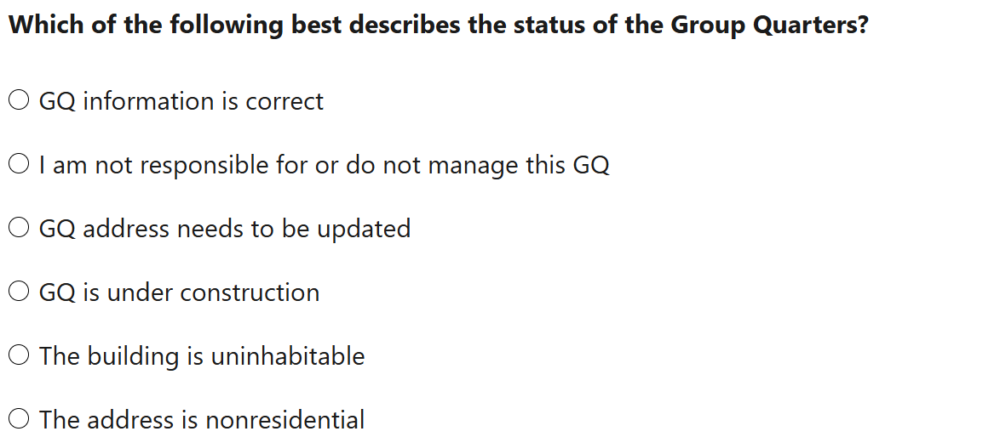 Which of the following best describes the status of the Group Quarters?
GQ information is correct
I am not responsible for or do not manage this GQ
GQ address needs to be updated
GQ is under construction
The building is uninhabitable
The address is nonresidential